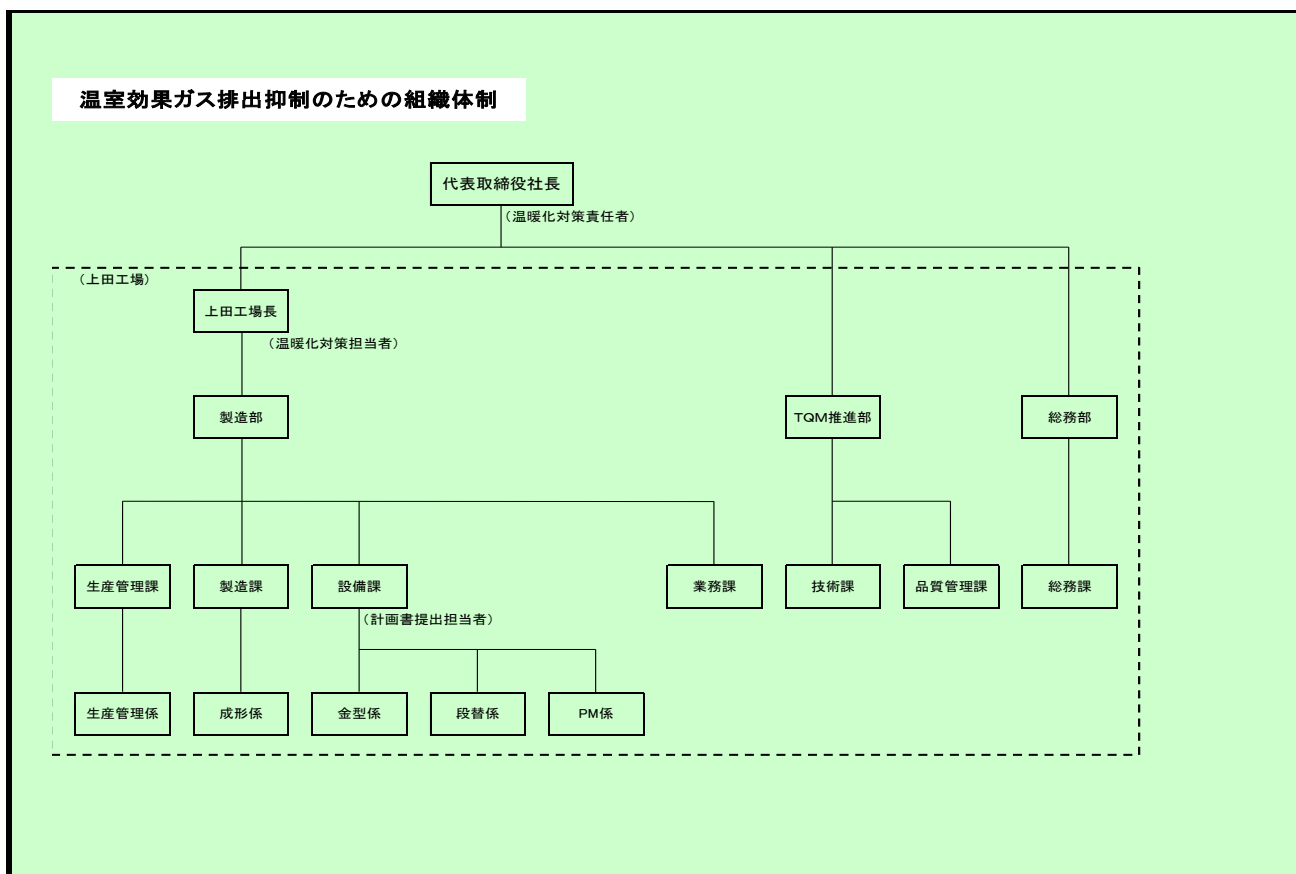 温室効果ガス排出抑制のための組織体制
代表取締役社長
（温暖化対策責任者）
（上田工場）
上田工場長
（温暖化対策担当者）
製造部
TQM推進部
総務部
生産管理課
製造課
設備課
業務課
技術課
品質管理課
総務課
（計画書提出担当者）
生産管理係
成形係
金型係
段替係
PM係